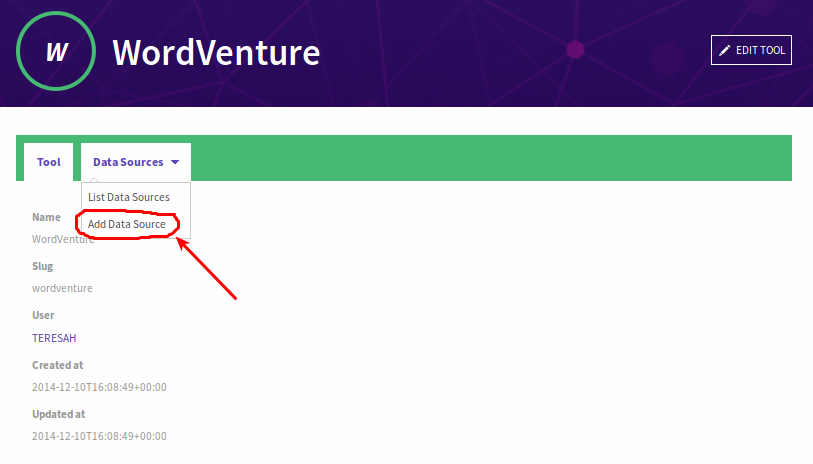 W
WordVenture
EDIT TOOL
Tool
Data Sources
List Data Sources
Add Data Source
Name
WordVenture
Slug
wordventure
User
TERESAH
Created at
2014-12-10T16:08:49+00:00
Updated at
2014-12-10T16:08:49+00:00